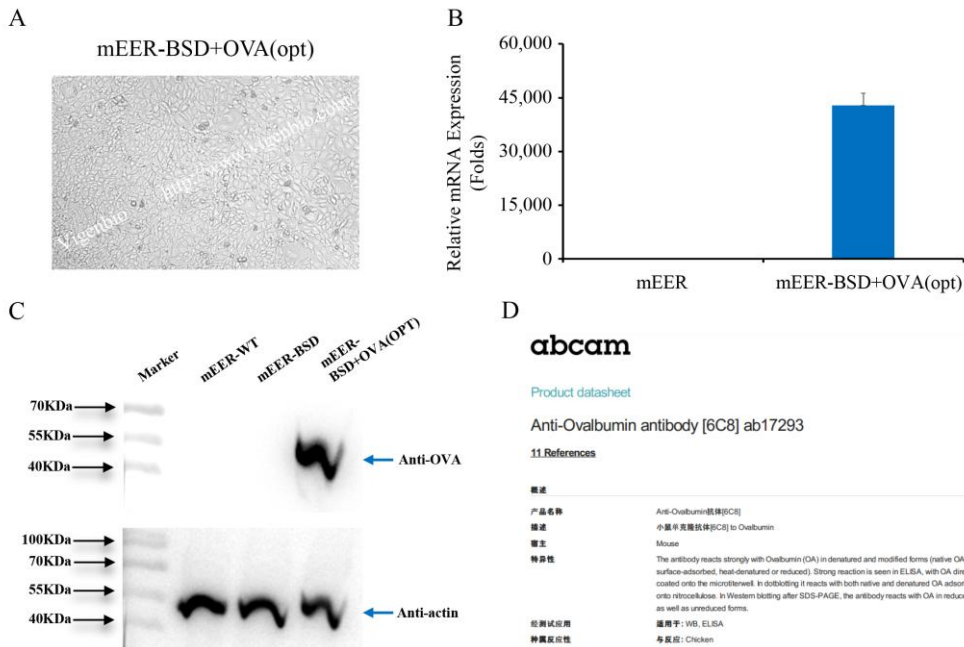 A
mEER-BSD+OVA(opt)
Vigenbio http://www.vigenbio.com
B
Relative mRNA Expression
(Folds)
60,000
45,000
30,000
15,000
0
mEER
mEER-BSD+OVA(opt)
C
Marker
mEER-WT
mEER-BSD
mEER-
BSD+OVA(OPT)
70KDa
55KDa
40KDa
Anti-OVA
100KDa
70KDa
55KDa
40KDa
Anti-actin
D
abcam
Product datasheet
Anti-Ovalbumin antibody [6C8] ab17293
11 References
概述
产品名称 Anti-Ovalbumin抗体[6C8]
描述 小鼠单克隆抗体[6C8] to Ovalbumin
宿主 Mouse
特异性 The antibody reacts strongly with Ovalbumin (OA) in denatured and modified forms (native OA
surface-adsorbed, heat-denatured or reduced). Strong reaction is seen in ELISA, with OA dire
coated onto the microtiterwell. In dotblotting it reacts with both native and denatured OA adsor
onto nitrocellulose. In Western blotting after SDS-PAGE, the antibody reacts with OA in reduce
as well as unreduced forms.
经测试应用 适用于: WB, ELISA
种属反应性 与反应: Chicken